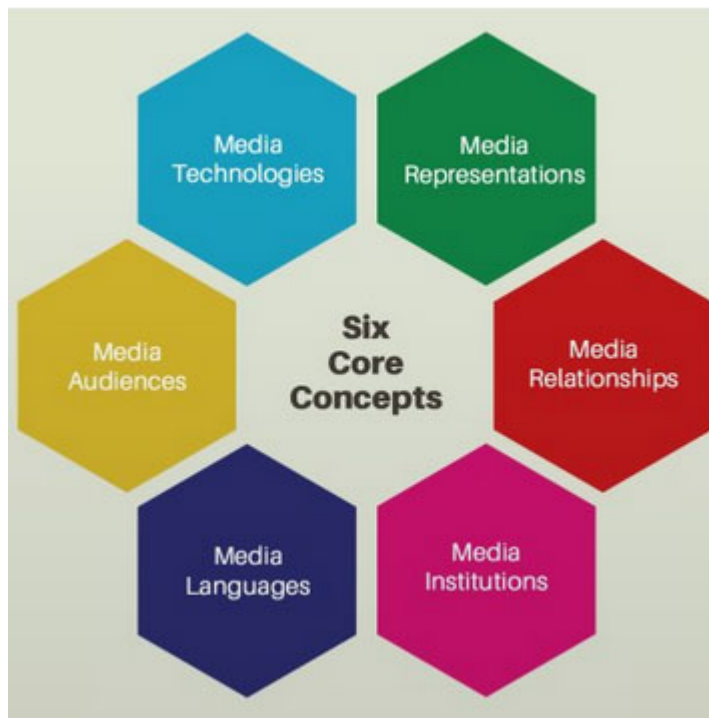 Media
Technologies
Media
Representations
Media
Audiences
Six
Core
Concepts
Media
Relationships
Media
Languages
Media
Institutions